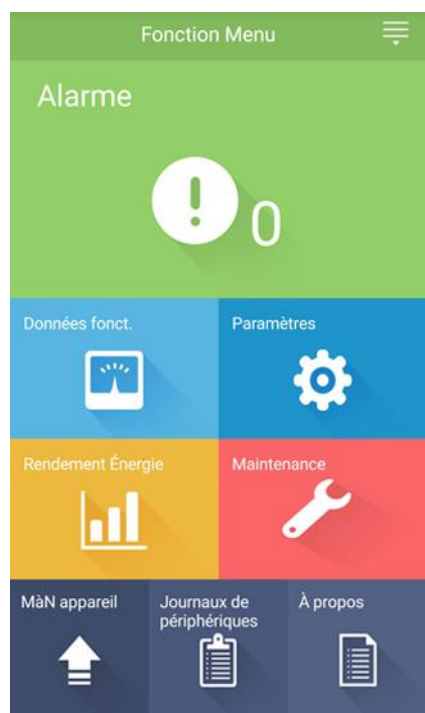 Fonction Menu
Alarme
! 0
Données fonct.
Paramètres
Rendement Énergie
Maintenance
MàN appareil
Journaux de
périphériques
À propos